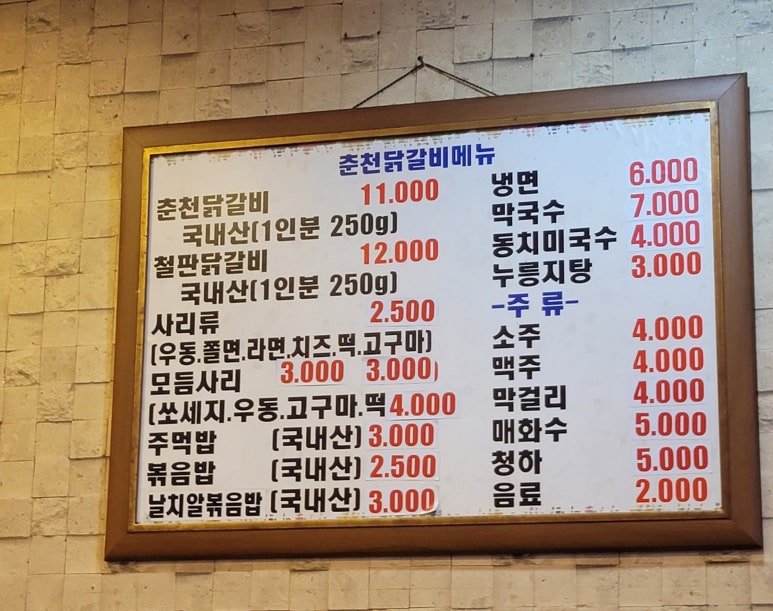 춘천닭갈비메뉴
춘천닭갈비 11.000
국내산(1인분 250g)
철판닭갈비 12.000
국내산(1인분 250g)
사리류 2.500
(우동.쫄면.라면.치즈.떡.고구마)
모듬사리 3.000 3.000)
(쏘세지.우동.고구마.떡 4.000
주먹밥 (국내산) 3.000
볶음밥 (국내산) 2.500
날치알볶음밥 (국내산) 3.000
냉면 6.000
막국수 7.000
동치미국수 4.000
누룽지탕 3.000
-주 류-
소주 4.000
맥주 4.000
막걸리 4.000
매화수 5.000
청하 5.000
음료 2.000